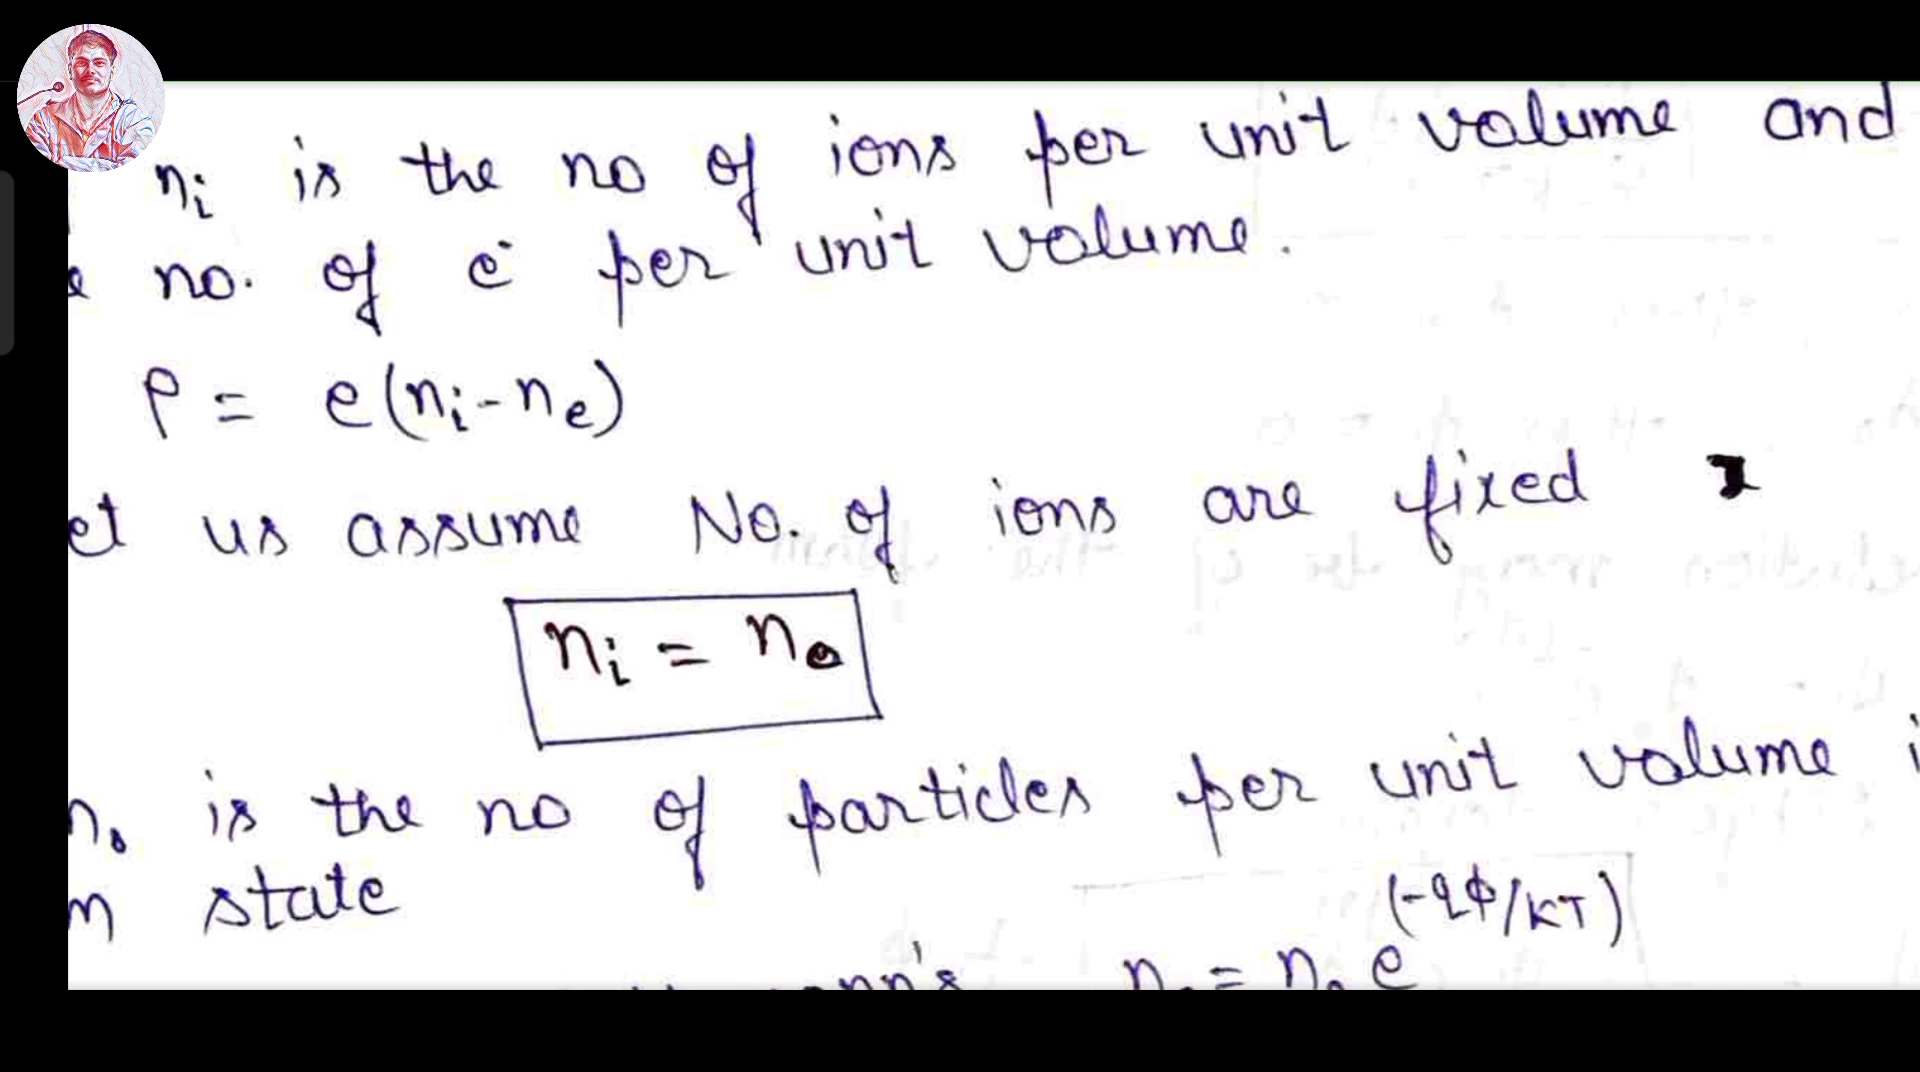 nᵢ is the no of ions per unit volume and
no. of e⁻ per unit volume.
ρ = e(nᵢ - nₑ)
et us assume No. of ions are fixed
nᵢ = n₀
n₀ is the no of particles per unit volume i
m state
(-qϕ/KT)
= n₀ e